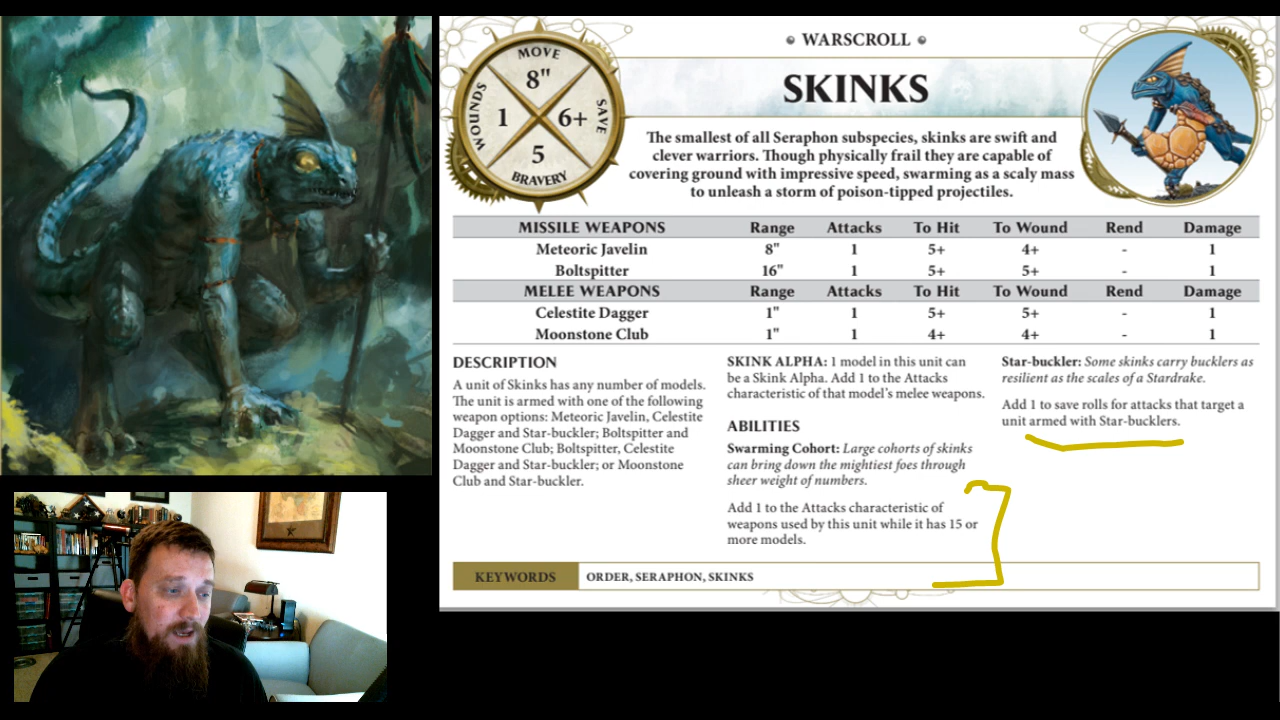 WARSCROLL
SKINKS
MOVE
8"
WOUNDS
1
6+
SAVE
5
BRAVERY
The smallest of all Seraphon subspecies, skinks are swift and
clever warriors. Though physically frail they are capable of
covering ground with impressive speed, swarming as a scaly mass
to unleash a storm of poison-tipped projectiles.
MISSILE WEAPONS Range Attacks To Hit To Wound Rend Damage
Meteoric Javelin 8" 1 5+ 4+ - 1
Boltspitter 16" 1 5+ 5+ - 1
MELEE WEAPONS Range Attacks To Hit To Wound Rend Damage
Celestite Dagger 1" 1 5+ 5+ - 1
Moonstone Club 1" 1 4+ 4+ - 1
DESCRIPTION
A unit of Skinks has any number of models.
The unit is armed with one of the following
weapon options: Meteoric Javelin, Celestite
Dagger and Star-buckler; Boltspitter and
Moonstone Club; Boltspitter, Celestite
Dagger and Star-buckler; or Moonstone
Club and Star-buckler.
SKINK ALPHA: 1 model in this unit can
be a Skink Alpha. Add 1 to the Attacks
characteristic of that model's melee weapons.
ABILITIES
Swarming Cohort: Large cohorts of skinks
can bring down the mightiest foes through
sheer weight of numbers.
Add 1 to the Attacks characteristic of
weapons used by this unit while it has 15 or
more models.
Star-buckler: Some skinks carry bucklers as
resilient as the scales of a Stardrake.
Add 1 to save rolls for attacks that target a
unit armed with Star-bucklers.
KEYWORDS ORDER, SERAPHON, SKINKS